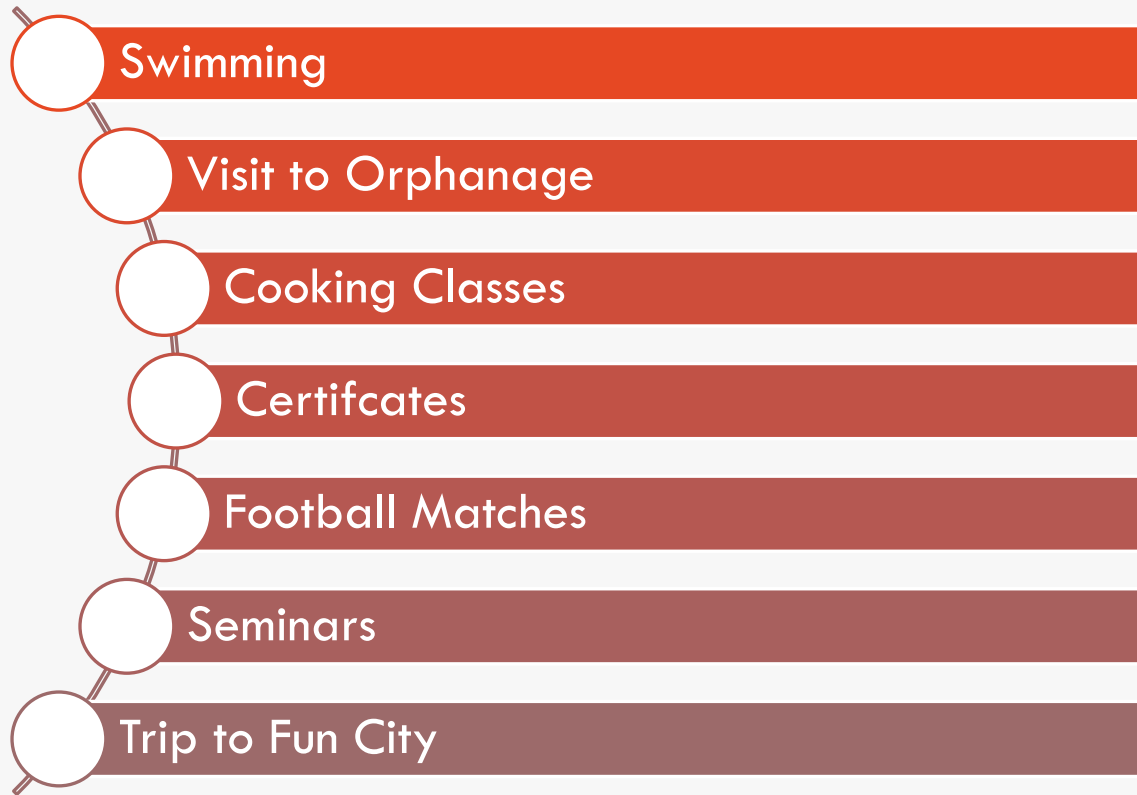 Swimming
Visit to Orphanage
Cooking Classes
Certifcates
Football Matches
Seminars
Trip to Fun City